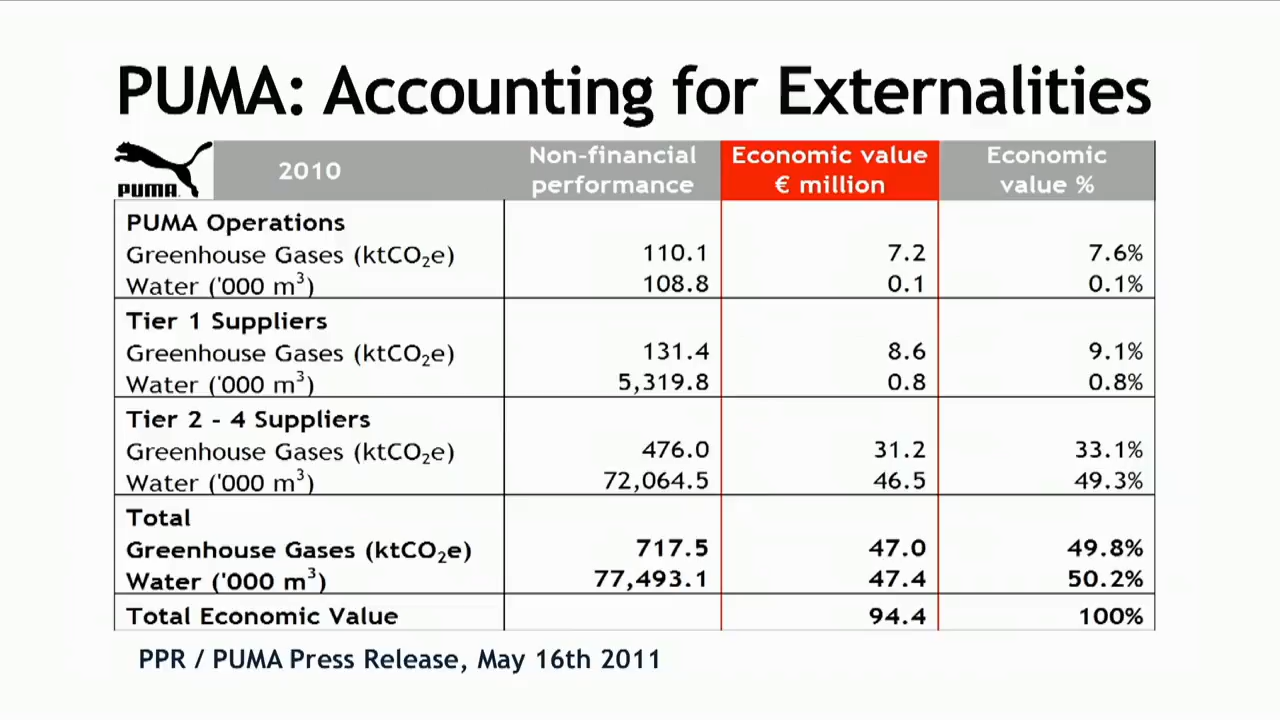 PUMA: Accounting for Externalities
PUMA
2010
Non-financial performance
Economic value € million
Economic value %
PUMA Operations
Greenhouse Gases (ktCO₂e) 110.1 7.2 7.6%
Water ('000 m³) 108.8 0.1 0.1%
Tier 1 Suppliers
Greenhouse Gases (ktCO₂e) 131.4 8.6 9.1%
Water ('000 m³) 5,319.8 0.8 0.8%
Tier 2 - 4 Suppliers
Greenhouse Gases (ktCO₂e) 476.0 31.2 33.1%
Water ('000 m³) 72,064.5 46.5 49.3%
Total
Greenhouse Gases (ktCO₂e) 717.5 47.0 49.8%
Water ('000 m³) 77,493.1 47.4 50.2%
Total Economic Value 94.4 100%
PPR / PUMA Press Release, May 16th 2011